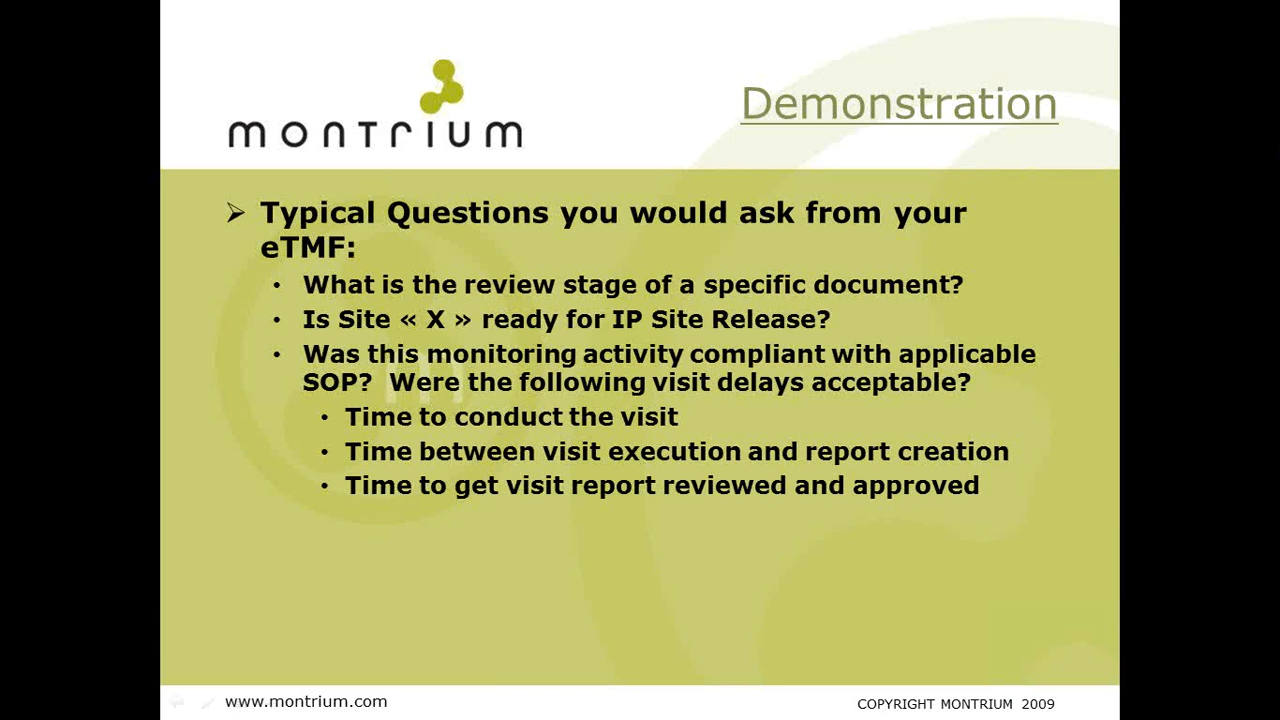 montrium
Demonstration
Typical Questions you would ask from your
eTMF:
What is the review stage of a specific document?
Is Site « X » ready for IP Site Release?
Was this monitoring activity compliant with applicable
SOP?  Were the following visit delays acceptable?
Time to conduct the visit
Time between visit execution and report creation
Time to get visit report reviewed and approved
www.montrium.com
COPYRIGHT MONTRIUM 2009